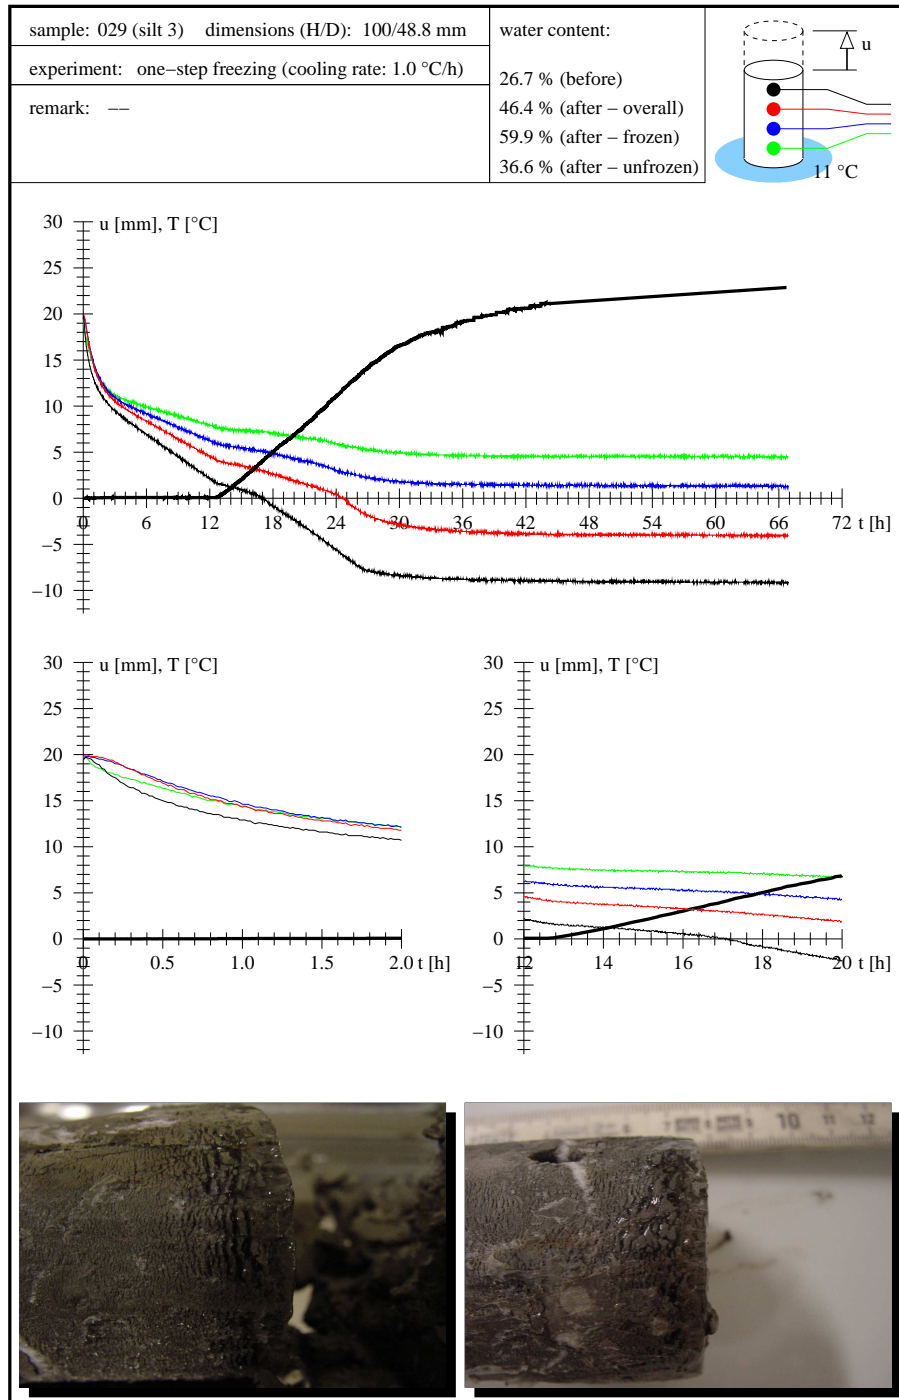 sample: 029 (silt 3) dimensions (H/D): 100/48.8 mm
experiment: one−step freezing (cooling rate: 1.0 °C/h)
remark: −−
water content:
26.7 % (before)
46.4 % (after − overall)
59.9 % (after − frozen)
36.6 % (after − unfrozen)
u
11 °C
u [mm], T [°C]
30
25
20
15
10
5
0
−5
−10
0 6 12 18 24 30 36 42 48 54 60 66 72
t [h]
u [mm], T [°C]
30
25
20
15
10
5
0
−5
−10
0 0.5 1.0 1.5 2.0 t [h]
u [mm], T [°C]
30
25
20
15
10
5
0
−5
−10
12 14 16 18 20 t [h]
10 11 12